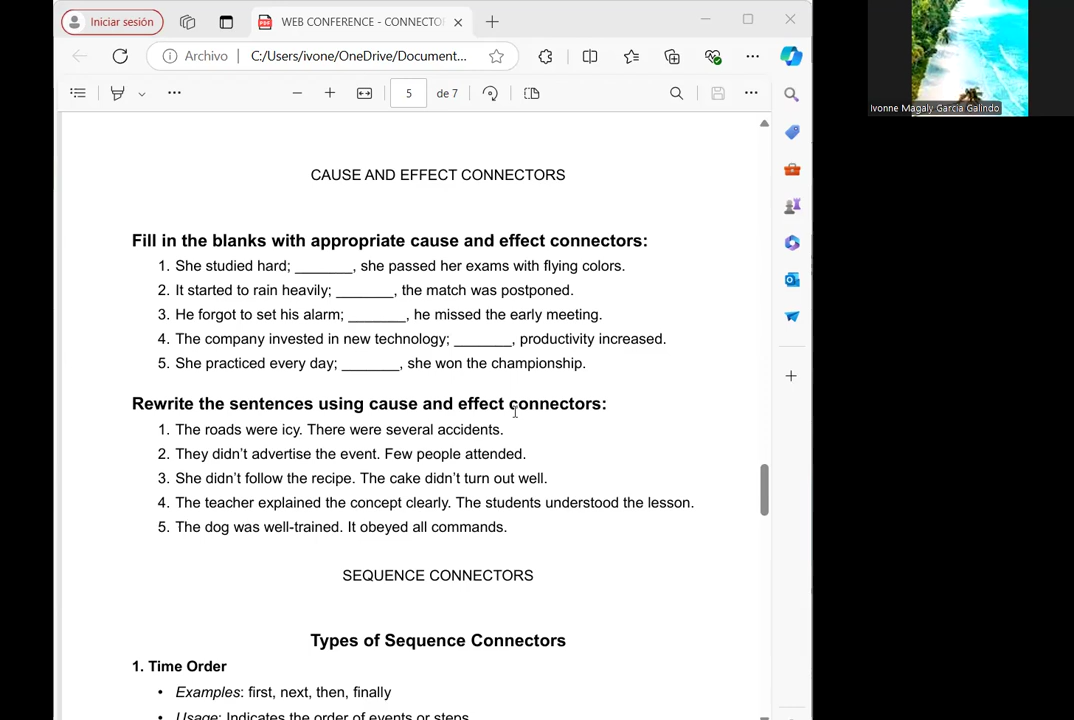 Iniciar sesión
WEB CONFERENCE - CONNECTO
Archivo
C:/Users/ivone/OneDrive/Document...
5
de 7
Ivonne Magaly Garcia Galindo
CAUSE AND EFFECT CONNECTORS
Fill in the blanks with appropriate cause and effect connectors:
1. She studied hard; _______, she passed her exams with flying colors.
2. It started to rain heavily; _______, the match was postponed.
3. He forgot to set his alarm; _______, he missed the early meeting.
4. The company invested in new technology; _______, productivity increased.
5. She practiced every day; _______, she won the championship.
Rewrite the sentences using cause and effect connectors:
1. The roads were icy. There were several accidents.
2. They didn’t advertise the event. Few people attended.
3. She didn’t follow the recipe. The cake didn’t turn out well.
4. The teacher explained the concept clearly. The students understood the lesson.
5. The dog was well-trained. It obeyed all commands.
SEQUENCE CONNECTORS
Types of Sequence Connectors
1. Time Order
• Examples: first, next, then, finally
• Usage: Indicates the order of events or steps